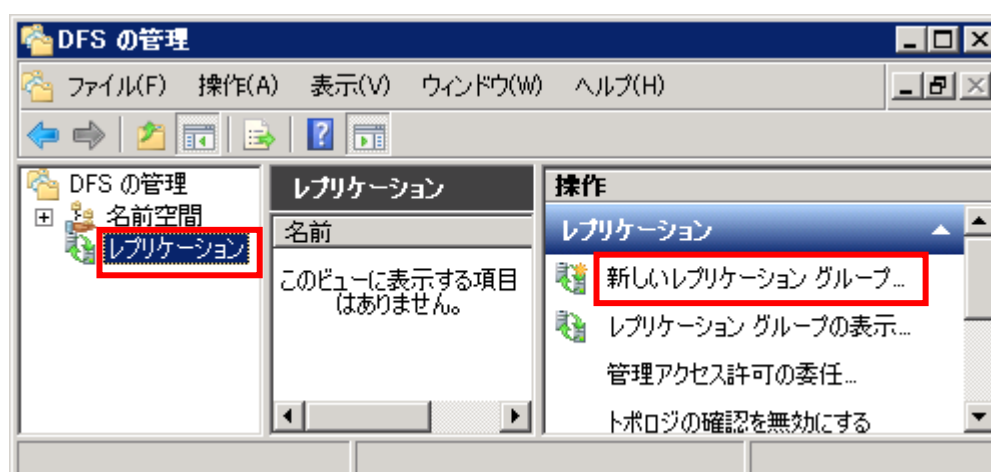 DFS の管理
ファイル(F) 操作(A) 表示(V) ウィンドウ(W) ヘルプ(H)
DFS の管理
名前空間
レプリケーション
レプリケーション
名前
このビューに表示する項目
はありません。
操作
レプリケーション
新しいレプリケーション グループ...
レプリケーション グループの表示...
管理アクセス許可の委任...
トポロジの確認を無効にする